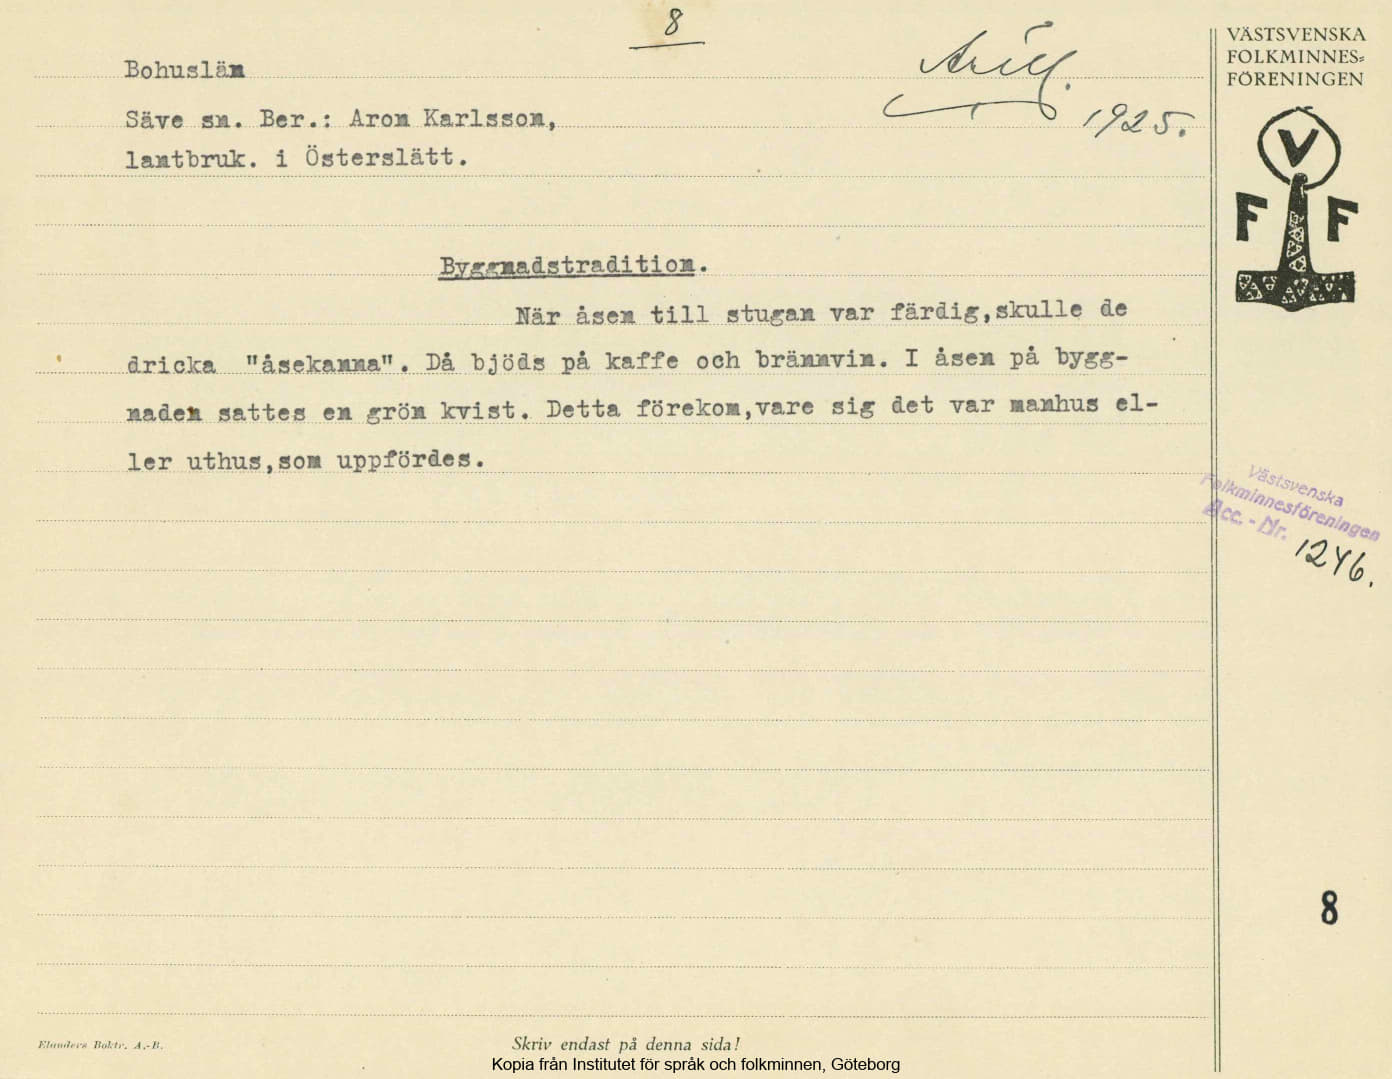 8
Bohuslän
Arill.
1925.
Säve sn. Ber.: Aron Karlsson,
lantbruk. i Österslätt.
Byggnadstradition.
När åsen till stugan var färdig,skulle de
dricka "åsekanna". Då bjöds på kaffe och brännvin. I åsen på bygg-
naden sattes en grön kvist. Detta förekom,vare sig det var manhus el-
ler uthus,som uppfördes.
VÄSTSVENSKA
FOLKMINNES-
FÖRENINGEN
V
F F
Västsvenska
Folkminnesföreningen
Acc. - Nr.
1246.
8
Elanders Boktr. A.-B.
Skriv endast på denna sida!
Kopia från Institutet för språk och folkminnen, Göteborg